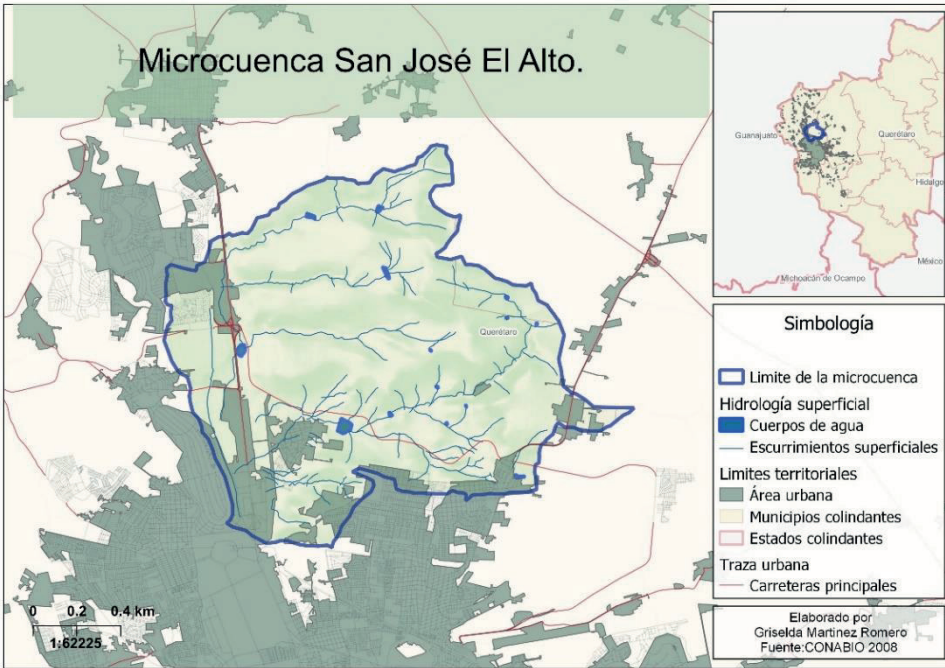 Microcuenca San José El Alto.
Guanajuato
Querétaro
Hidalgo
México
Michoacán de Ocampo
Querétaro
Simbología
Limite de la microcuenca
Hidrología superficial
Cuerpos de agua
Escurrimientos superficiales
Limites territoriales
Área urbana
Municipios colindantes
Estados colindantes
Traza urbana
Carreteras principales
0 0.2 0.4 km
1:62225
Elaborado por
Griselda Martinez Romero
Fuente:CONABIO 2008